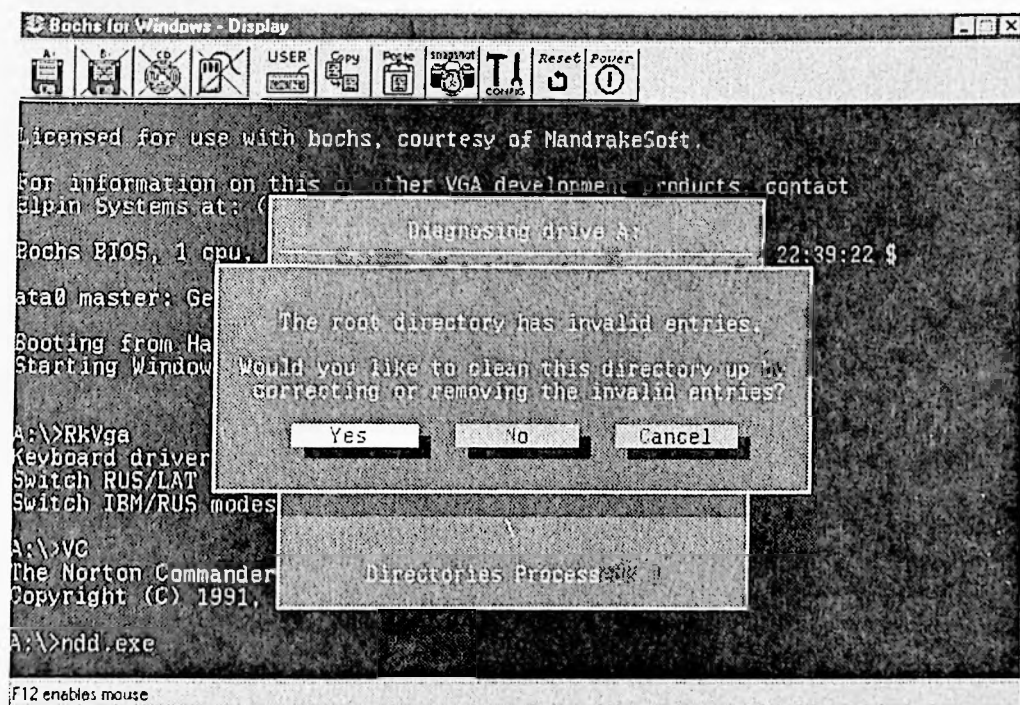 Bochs for Windows - Display
A: B: CD USER Copy Paste snapshot CONFIG Reset Power
Licensed for use with bochs, courtesy of MandrakeSoft.
For information on this or other VGA development products, contact
Elpin Systems at: (
Diagnosing drive A:
Bochs BIOS, 1 cpu, 22:39:22 $
ata0 master: Ge
The root directory has invalid entries.
Booting from Ha
Starting Window
Would you like to clean this directory up by
correcting or removing the invalid entries?
Yes No Cancel
A:\>RkVga
Keyboard driver
Switch RUS/LAT
Switch IBM/RUS modes
A:\>VC
The Norton Commander
Copyright (C) 1991,
Directories Process
A:\>ndd.exe
F12 enables mouse